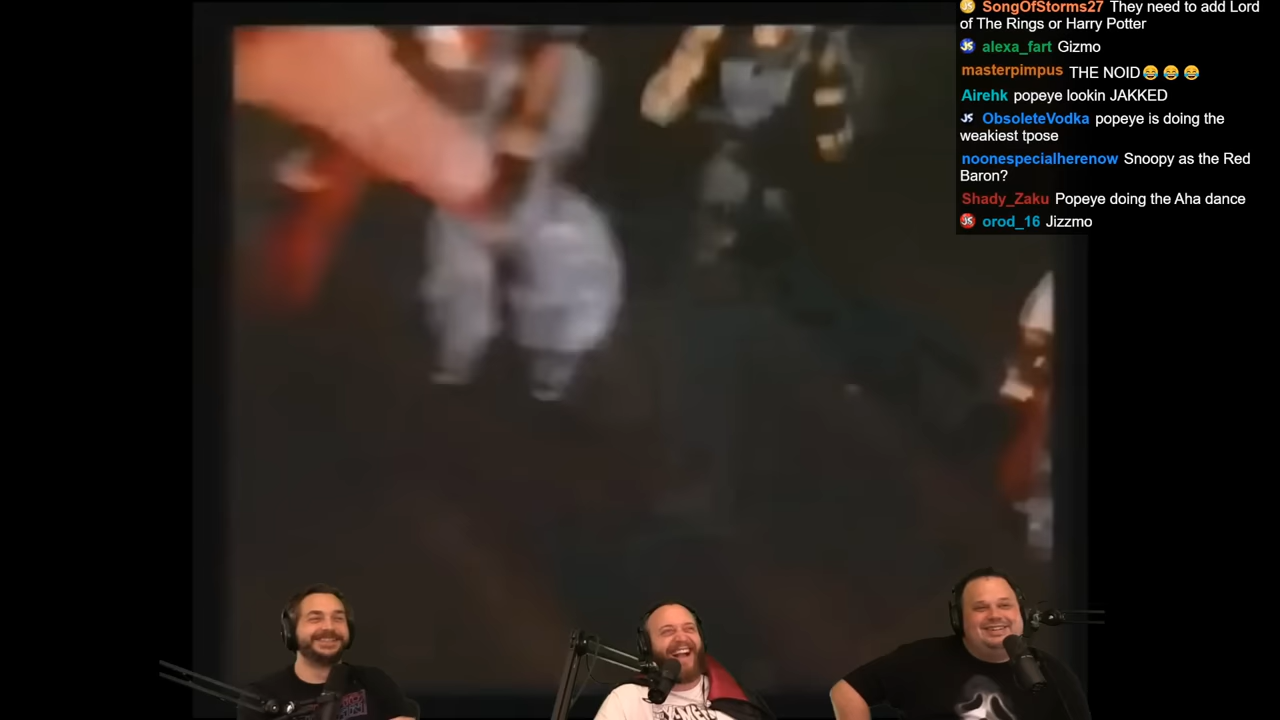 SongOfStorms27 They need to add Lord
of The Rings or Harry Potter
alexa_fart Gizmo
masterpimpus THE NOID😂 😂 😂
Airehk popeye lookin JAKKED
ObsoleteVodka popeye is doing the
weakiest tpose
noonespecialherenow Snoopy as the Red
Baron?
Shady_Zaku Popeye doing the Aha dance
orod_16 Jizzmo